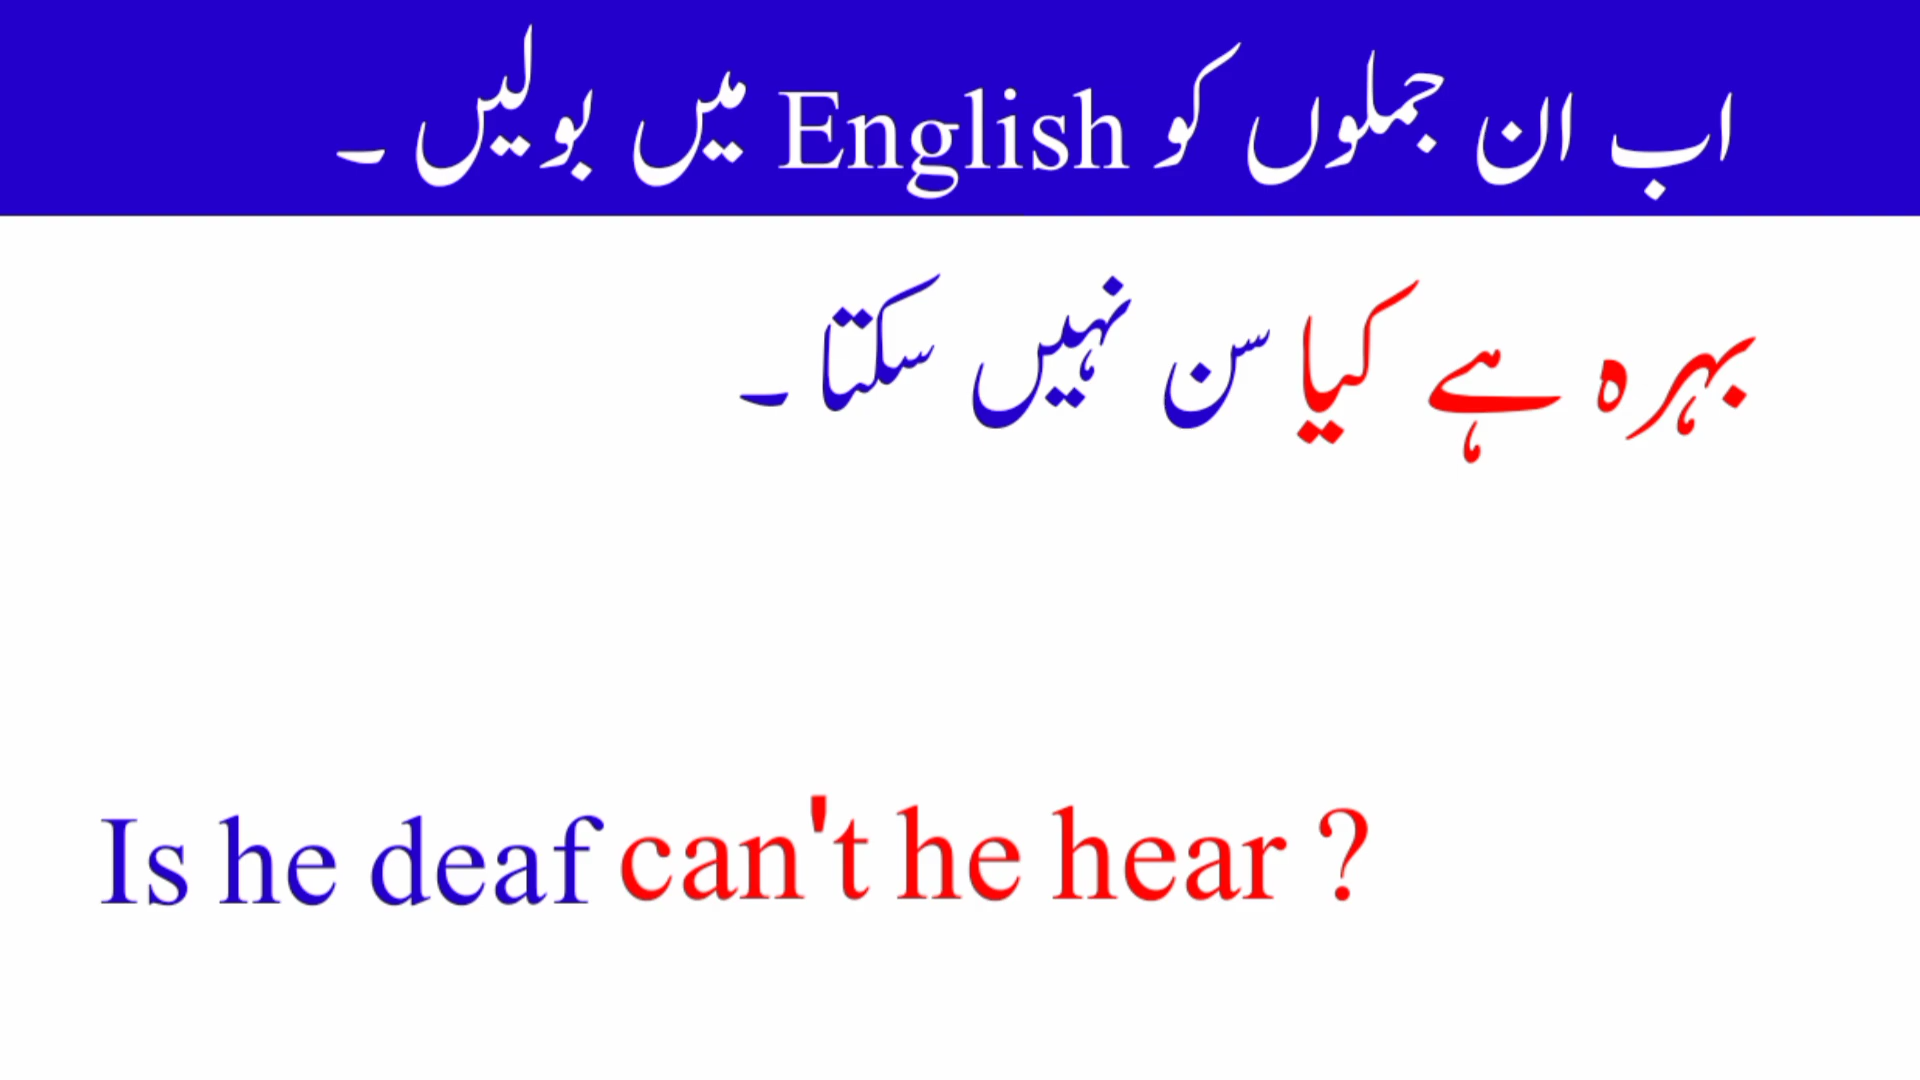 اب ان جملوں کو English میں بولیں ۔
بہرہ ہے کیا سن نہیں سکتا ۔
Is he deaf can't he hear ?